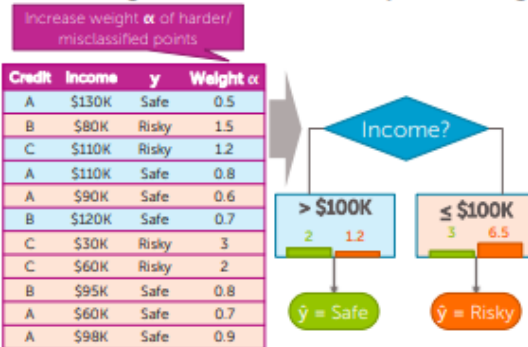 Increase weight α of harder/
misclassified points
Credit Income y Weight α
A $130K Safe 0.5
B $80K Risky 1.5
C $110K Risky 1.2
A $110K Safe 0.8
A $90K Safe 0.6
B $120K Safe 0.7
C $30K Risky 3
C $60K Risky 2
B $95K Safe 0.8
A $60K Safe 0.7
A $98K Safe 0.9
Income?
> $100K
2 1.2
ŷ = Safe
≤ $100K
3 6.5
ŷ = Risky